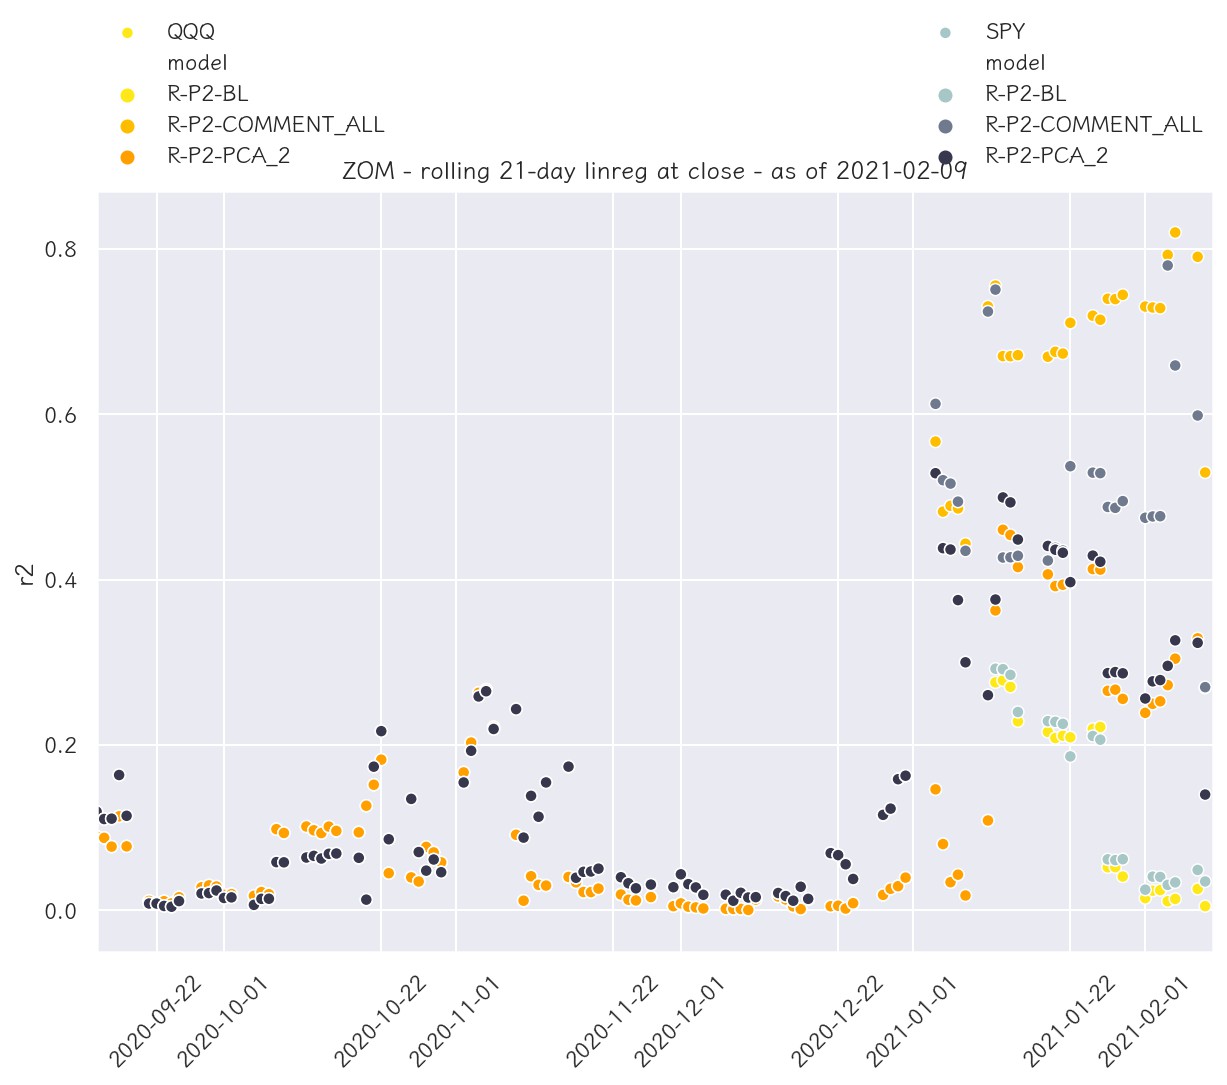 QQQ
model
R-P2-BL
R-P2-COMMENT_ALL
R-P2-PCA_2
SPY
model
R-P2-BL
R-P2-COMMENT_ALL
R-P2-PCA_2
ZOM - rolling 21-day linreg at close - as of 2021-02-09
r2
0.8
0.6
0.4
0.2
0.0
2020-09-22
2020-10-01
2020-10-22
2020-11-01
2020-11-22
2020-12-01
2020-12-22
2021-01-01
2021-01-22
2021-02-01